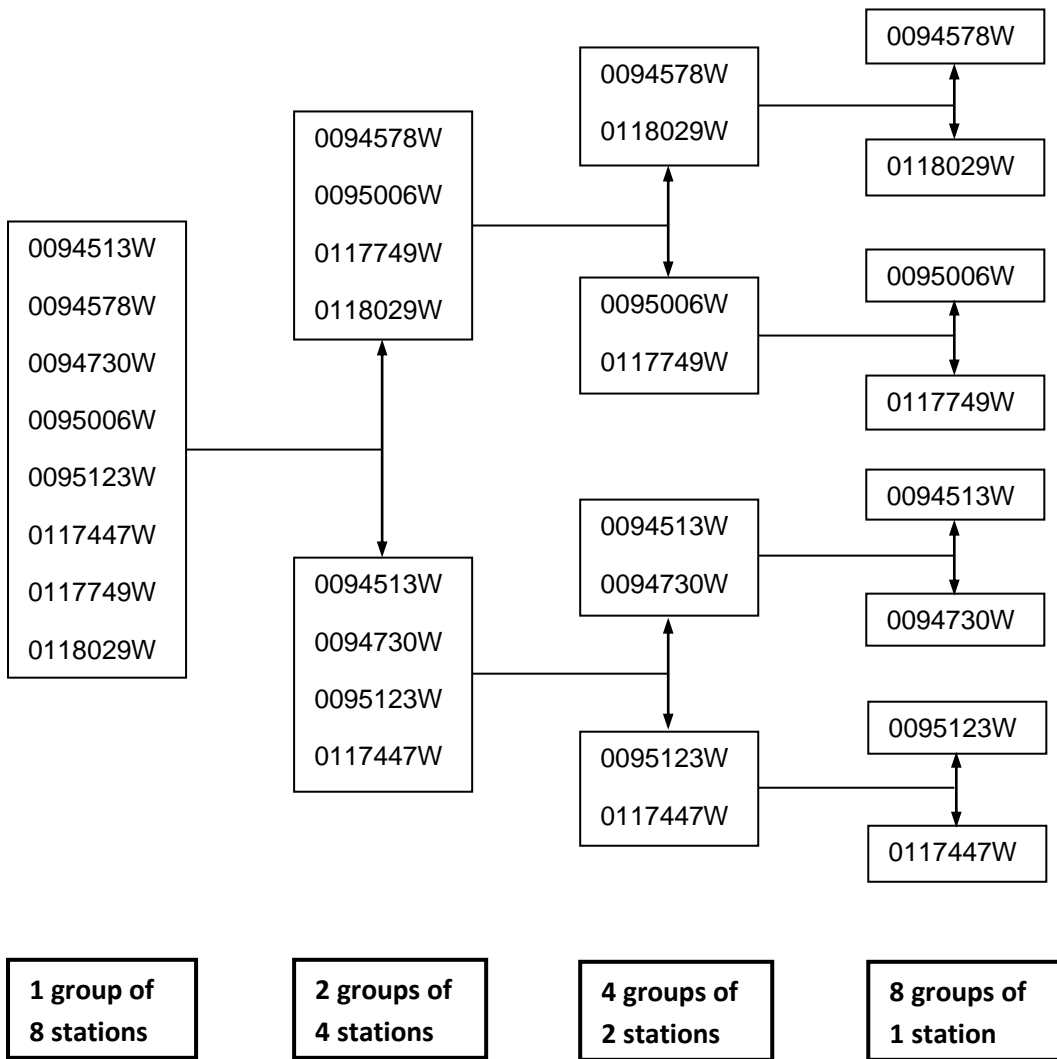 0094513W
0094578W
0094730W
0095006W
0095123W
0117447W
0117749W
0118029W
0094578W
0095006W
0117749W
0118029W
0094513W
0094730W
0095123W
0117447W
0094578W
0118029W
0095006W
0117749W
0094513W
0094730W
0095123W
0117447W
0094578W
0118029W
0095006W
0117749W
0094513W
0094730W
0095123W
0117447W
1 group of
8 stations
2 groups of
4 stations
4 groups of
2 stations
8 groups of
1 station